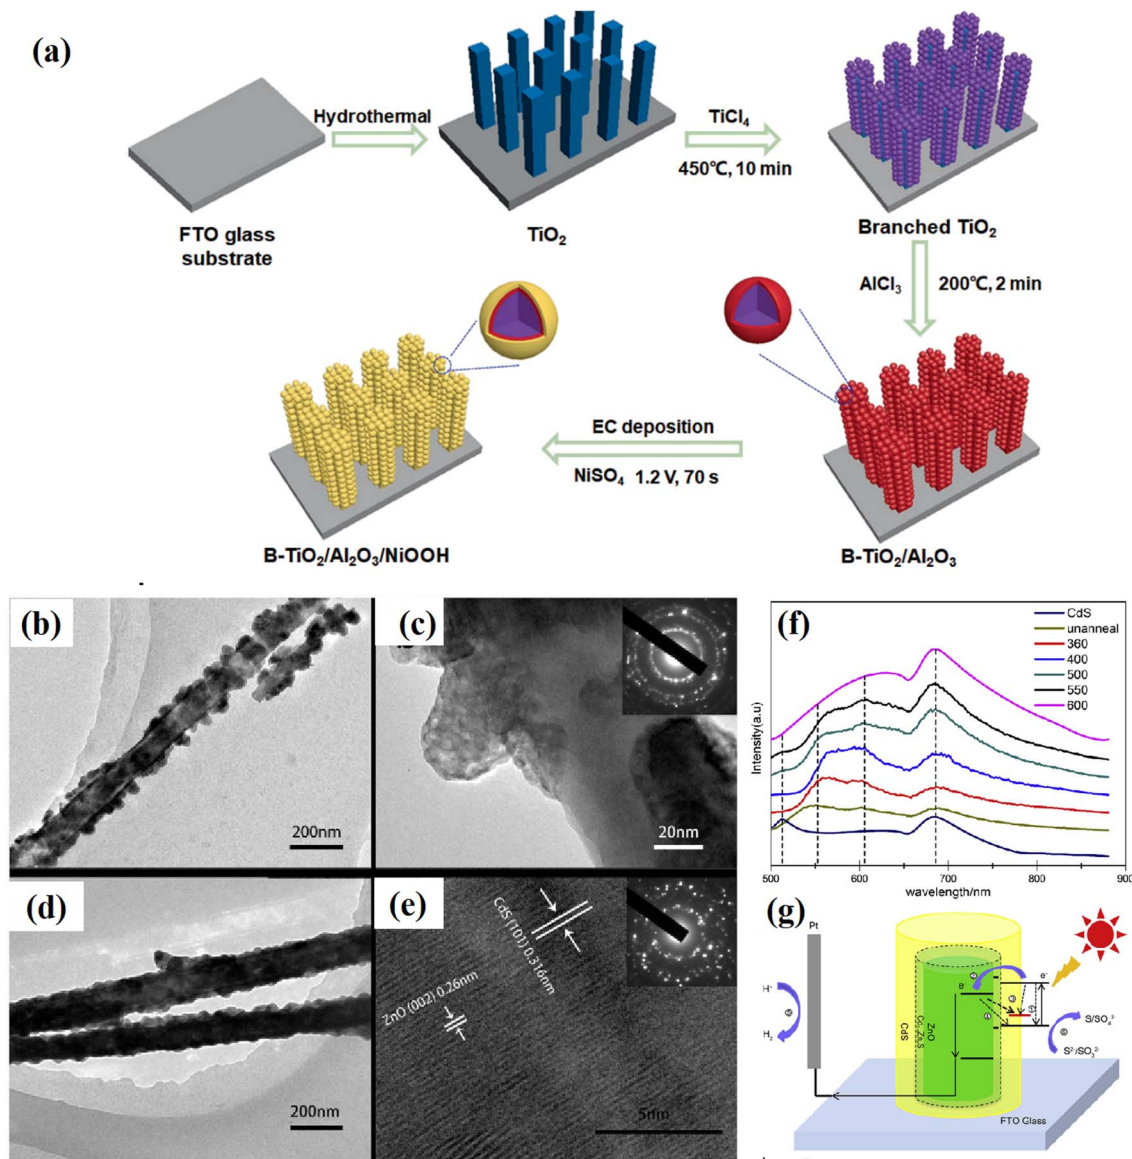 (a)
Hydrothermal
TiCl₄
450℃, 10 min
FTO glass
substrate
TiO₂
Branched TiO₂
AlCl₃
200℃, 2 min
EC deposition
NiSO₄ 1.2 V, 70 s
B-TiO₂/Al₂O₃/NiOOH
B-TiO₂/Al₂O₃
(b)
200nm
(c)
20nm
(d)
200nm
(e)
CdS (101) 0.316nm
ZnO (002) 0.26nm
5nm
(f)
CdS
unanneal
360
400
500
550
600
Intensity(a.u)
500
600
700
800
900
wavelength/nm
(g)
Pt
H⁺
H₂
CdS
ZnO
e⁻
S/SO₄²⁻
S²⁻/SO₃²⁻
FTO Glass